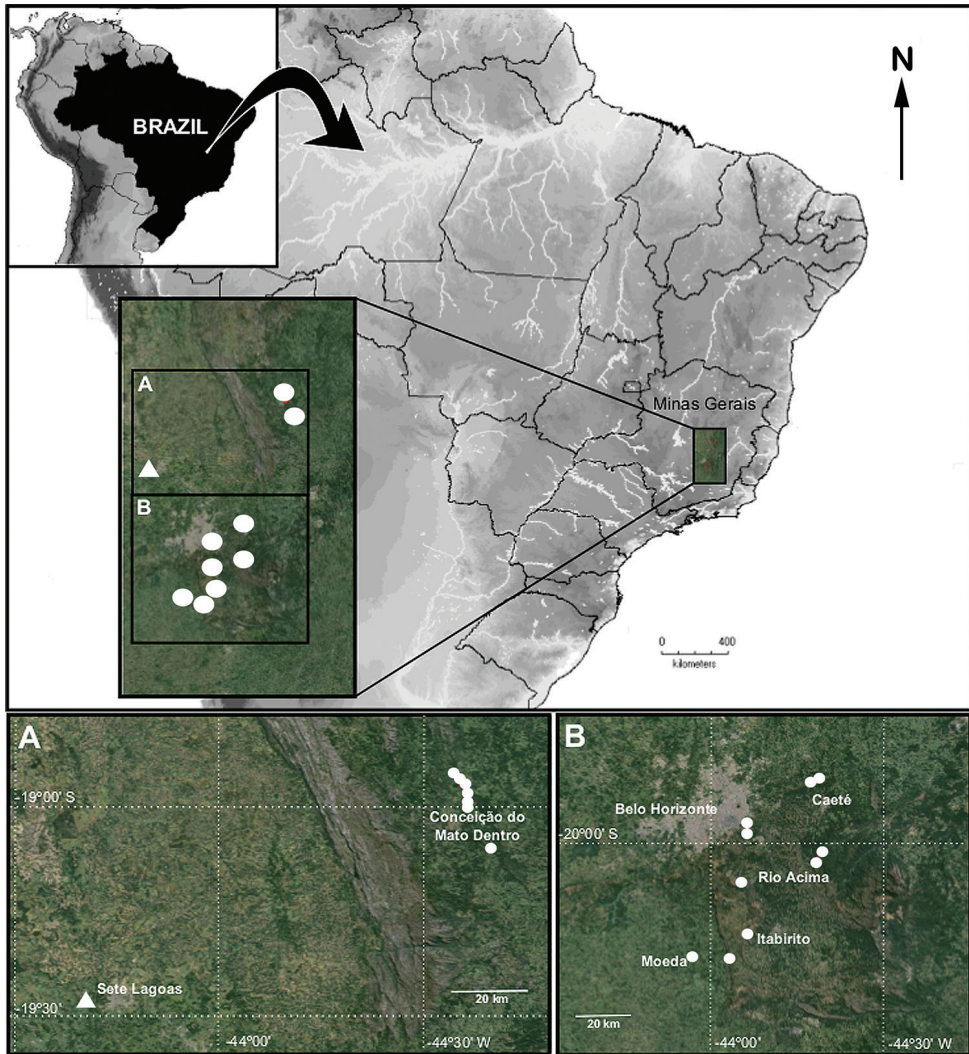 BRAZIL
N
Minas Gerais
A
B
0 400
kilometers
A
-19°00' S
Conceição do
Mato Dentro
Sete Lagoas
-19°30'
20 km
-44°00'
-44°30' W
B
Belo Horizonte
Caeté
-20°00' S
Rio Acima
Itabirito
Moeda
20 km
-44°00'
-44°30' W